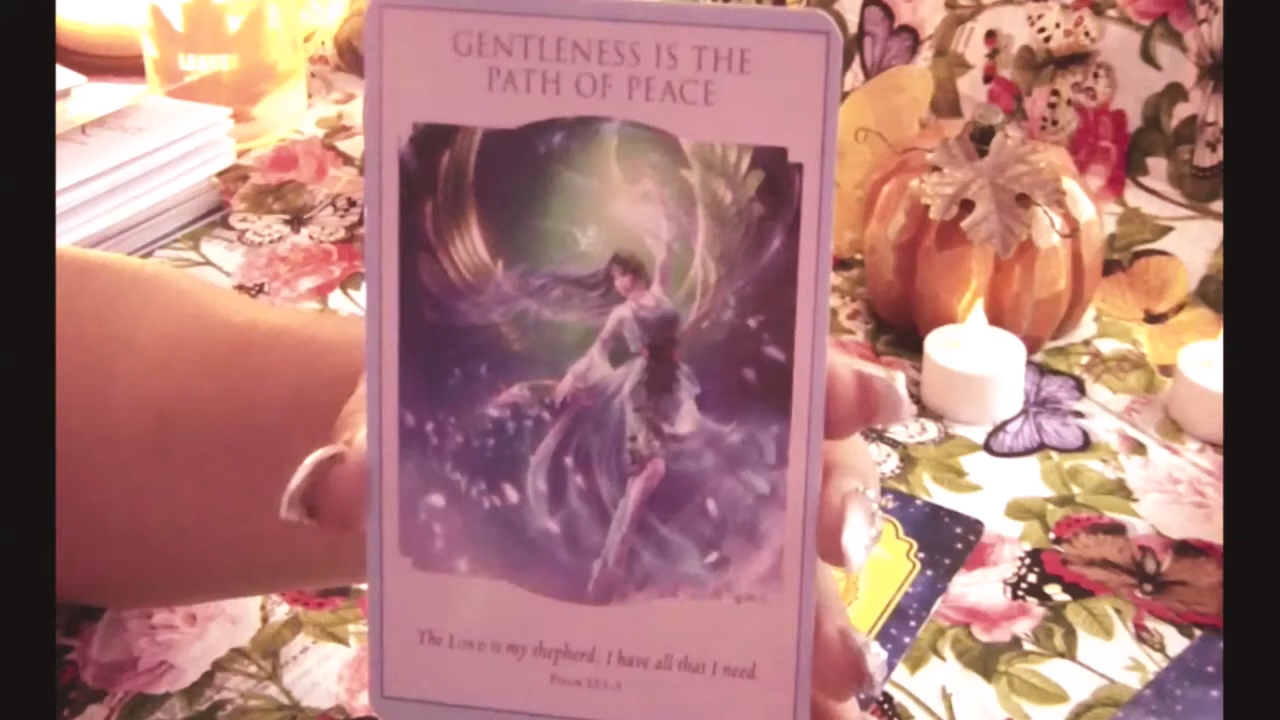 GENTLENESS IS THE
PATH OF PEACE
The LORD is my shepherd; I have all that I need.